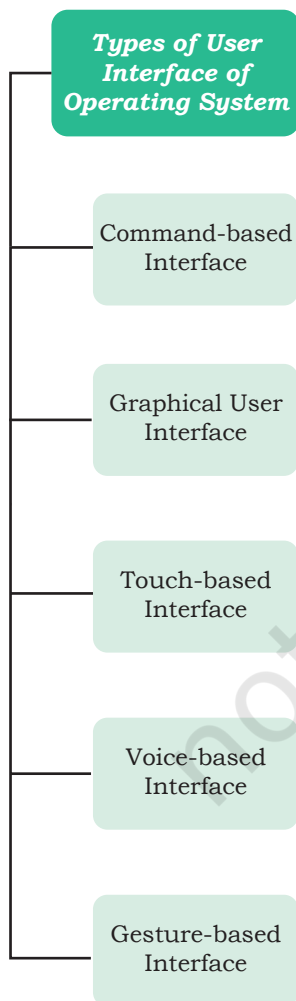 Types of User
Interface of
Operating System
Command-based
Interface
Graphical User
Interface
Touch-based
Interface
not
Voice-based
Interface
Gesture-based
Interface